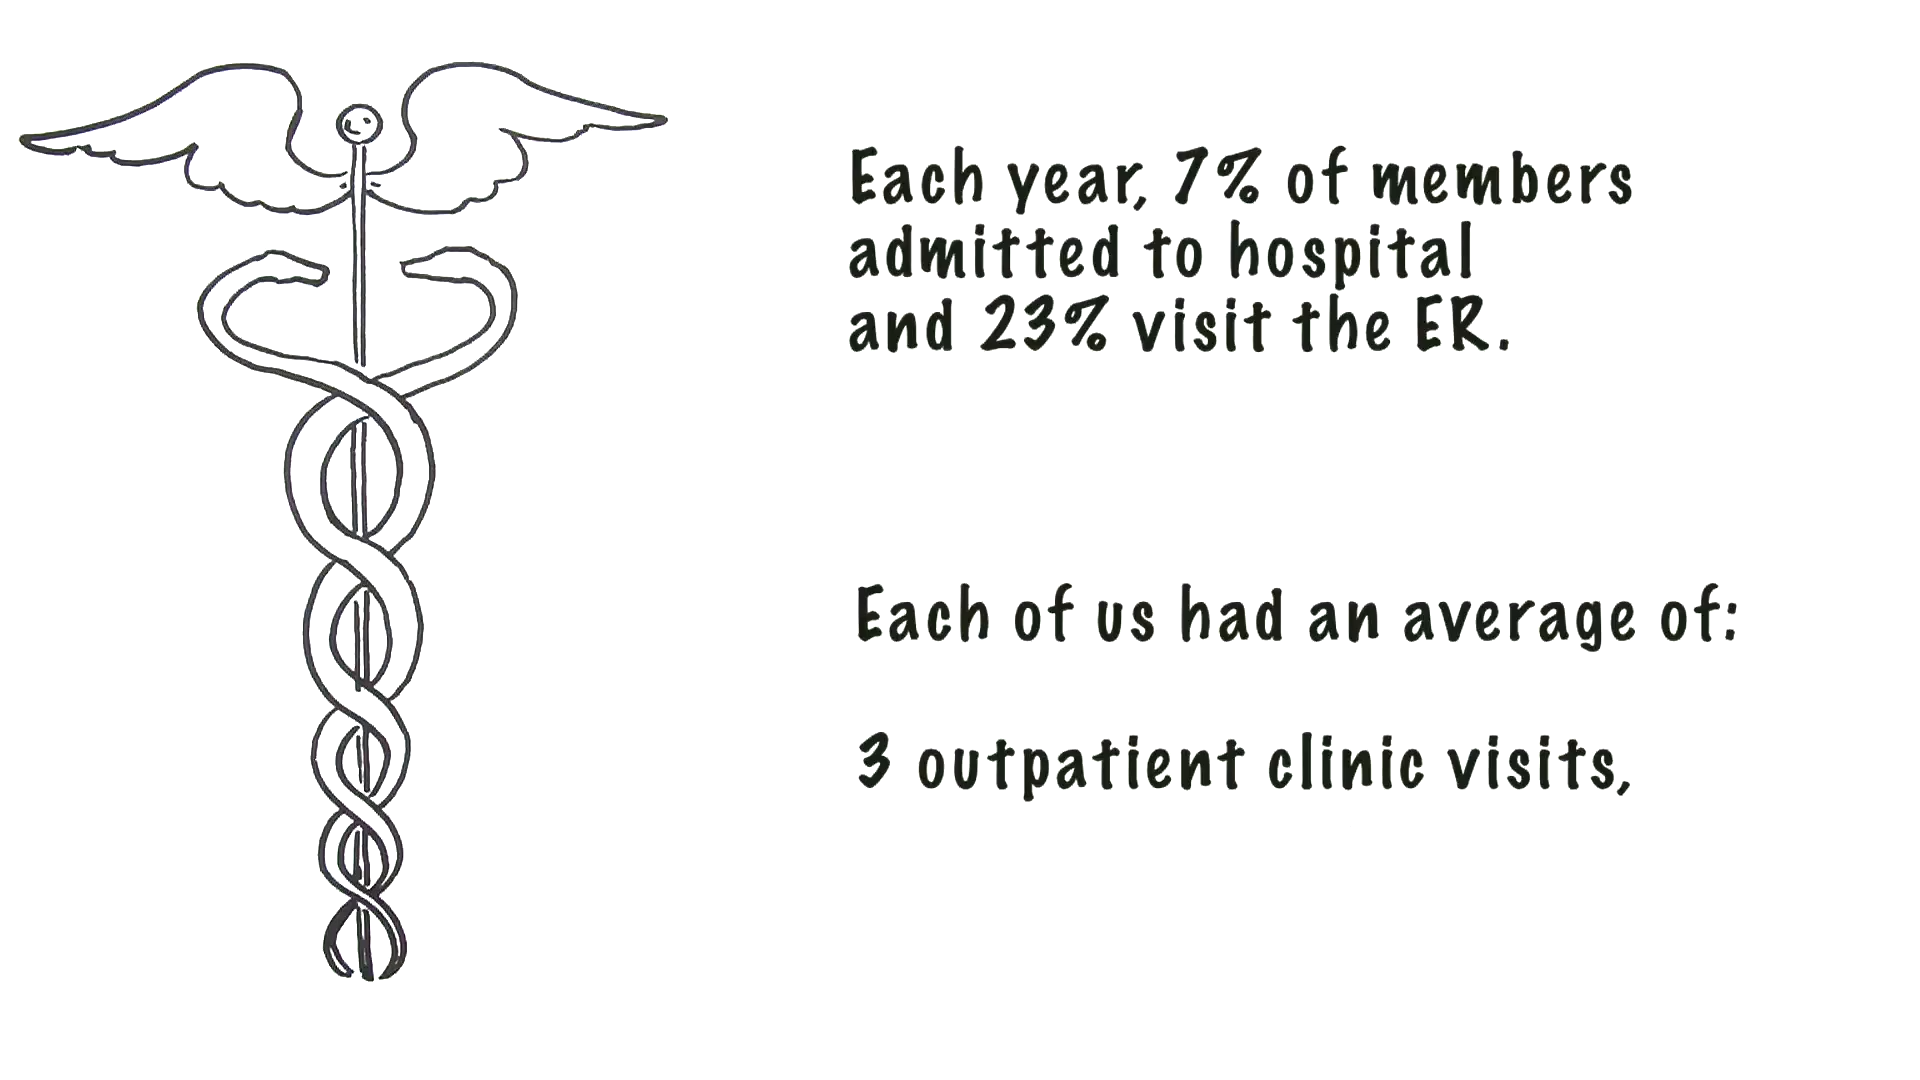 Each year, 7% of members
admitted to hospital
and 23% visit the ER.
Each of us had an average of:
3 outpatient clinic visits,